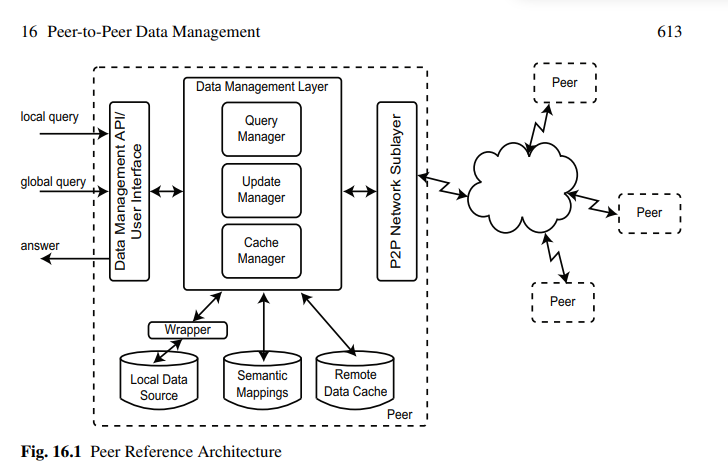 16 Peer-to-Peer Data Management
613
Data Management Layer
local query
global query
answer
Data Management API/
User Interface
Query
Manager
Update
Manager
Cache
Manager
P2P Network Sublayer
Peer
Peer
Peer
Wrapper
Local Data
Source
Semantic
Mappings
Remote
Data Cache
Peer
Fig. 16.1 Peer Reference Architecture